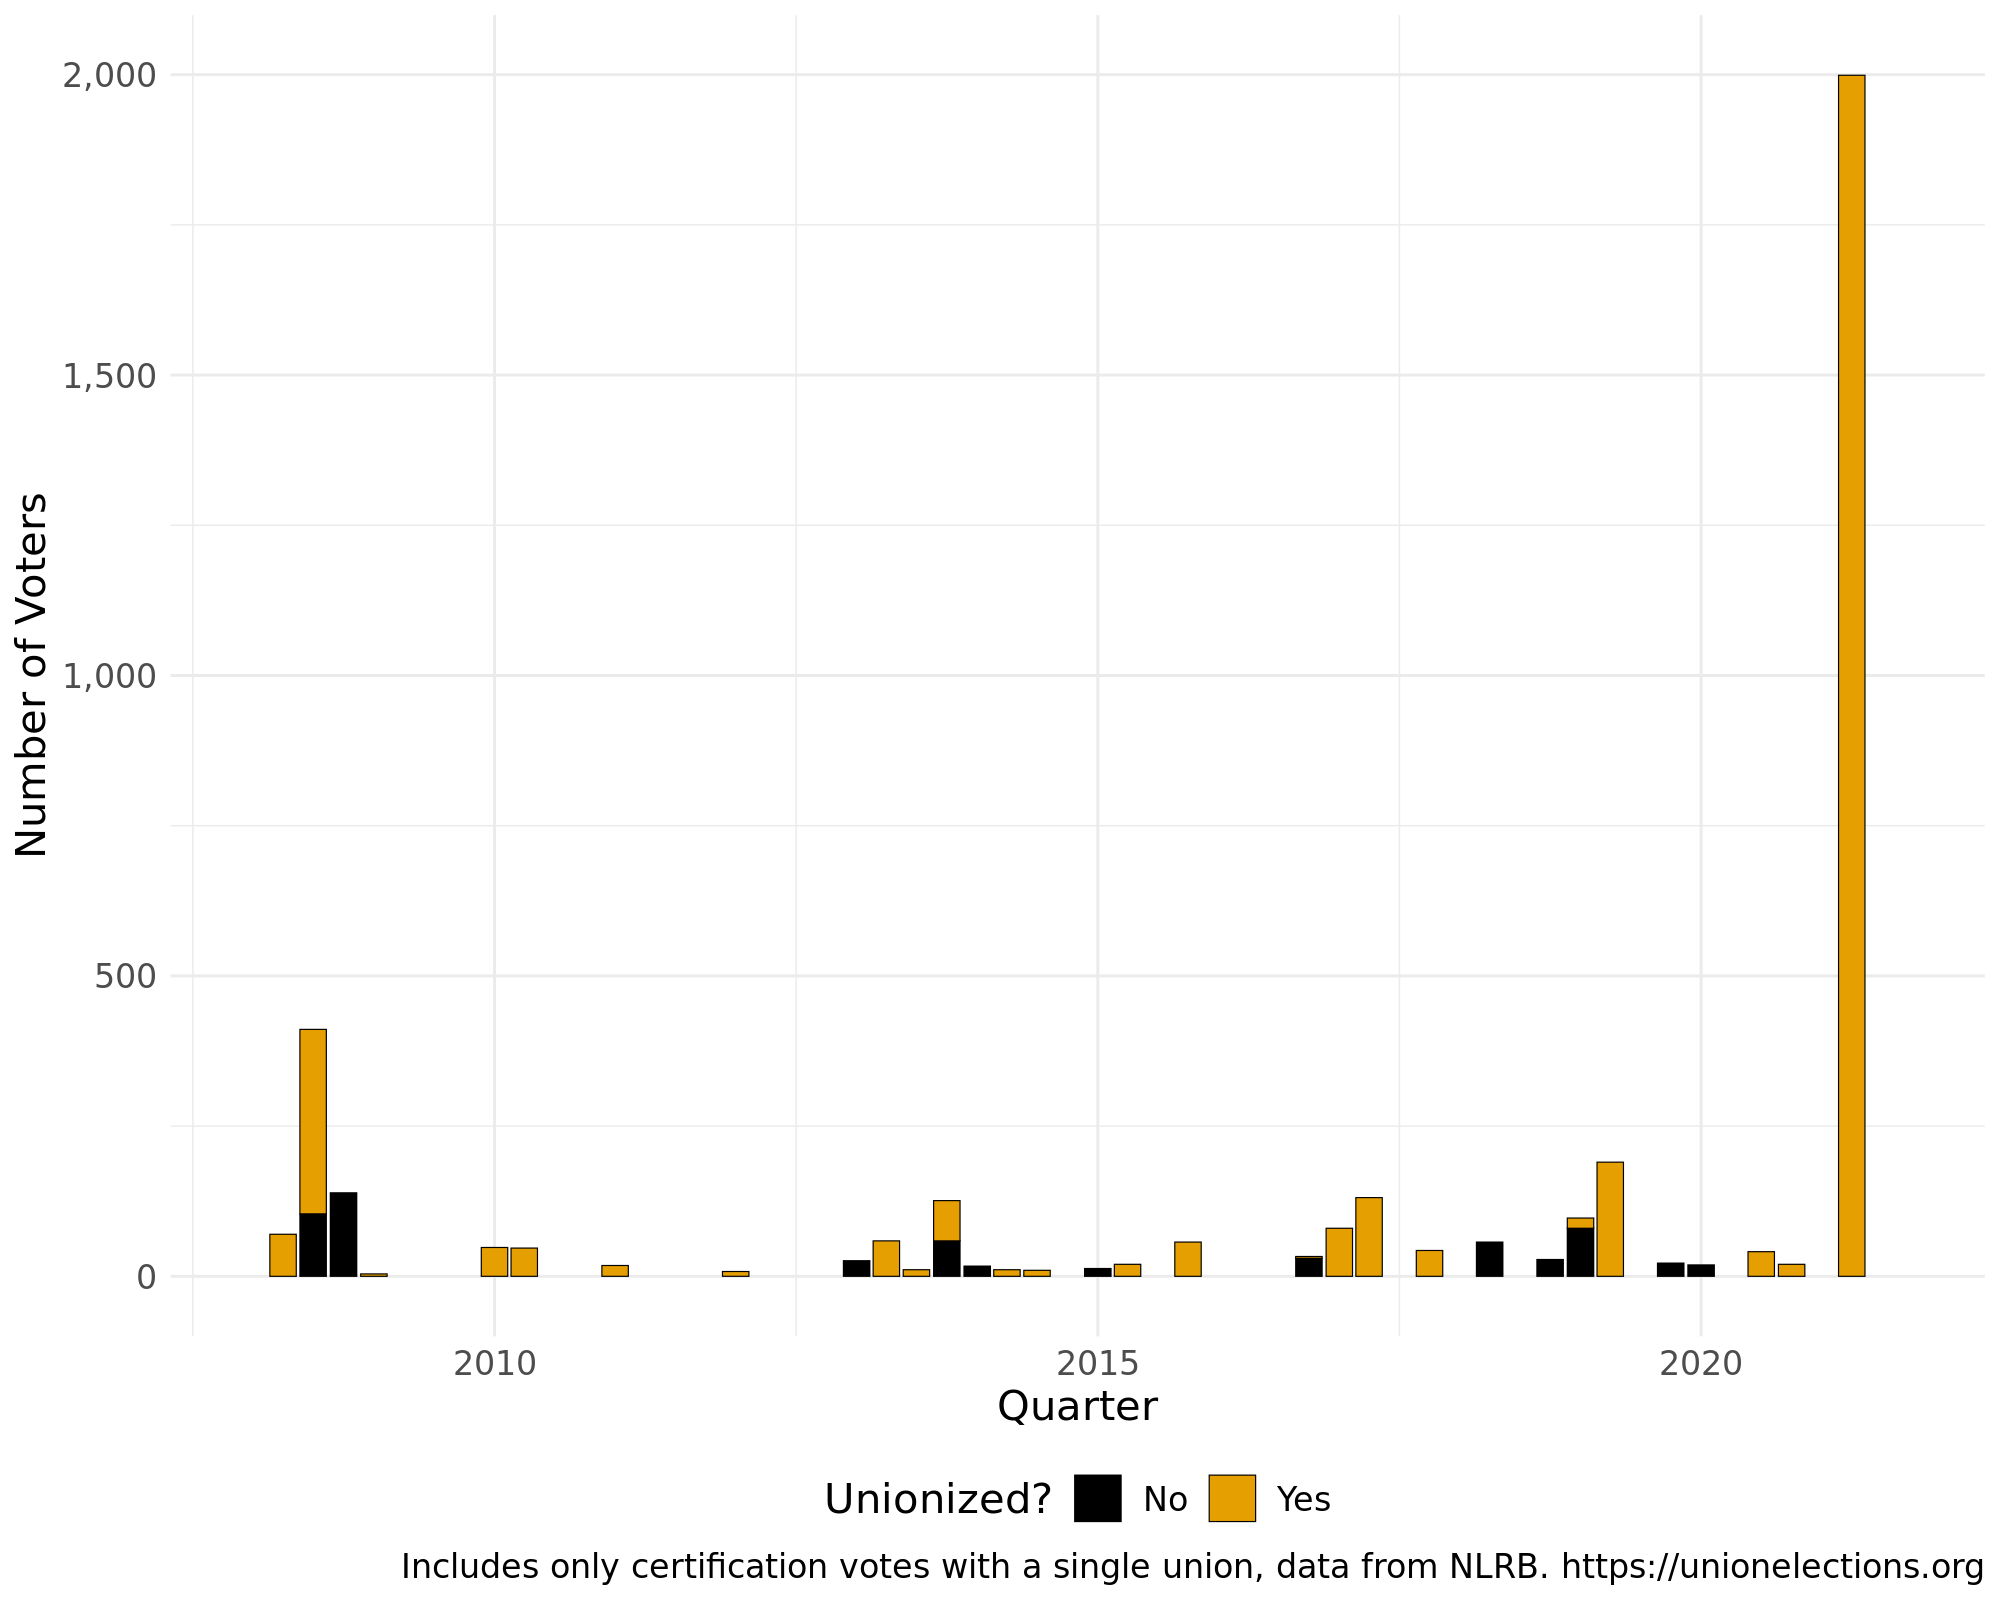 2,000
1,500
1,000
500
0
Number of Voters
2010 2015 2020
Quarter
Unionized? No Yes
Includes only certification votes with a single union, data from NLRB. https://unionelections.org